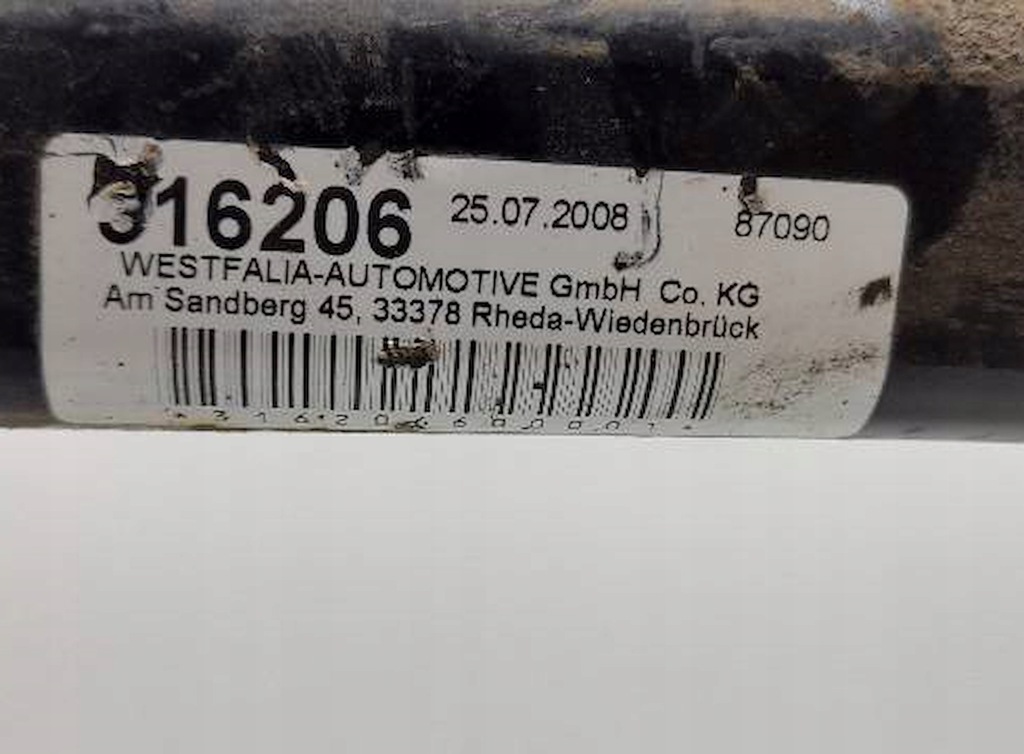 316206 25.07.2008 87090
WESTFALIA-AUTOMOTIVE GmbH Co. KG
Am Sandberg 45, 33378 Rheda-Wiedenbrück